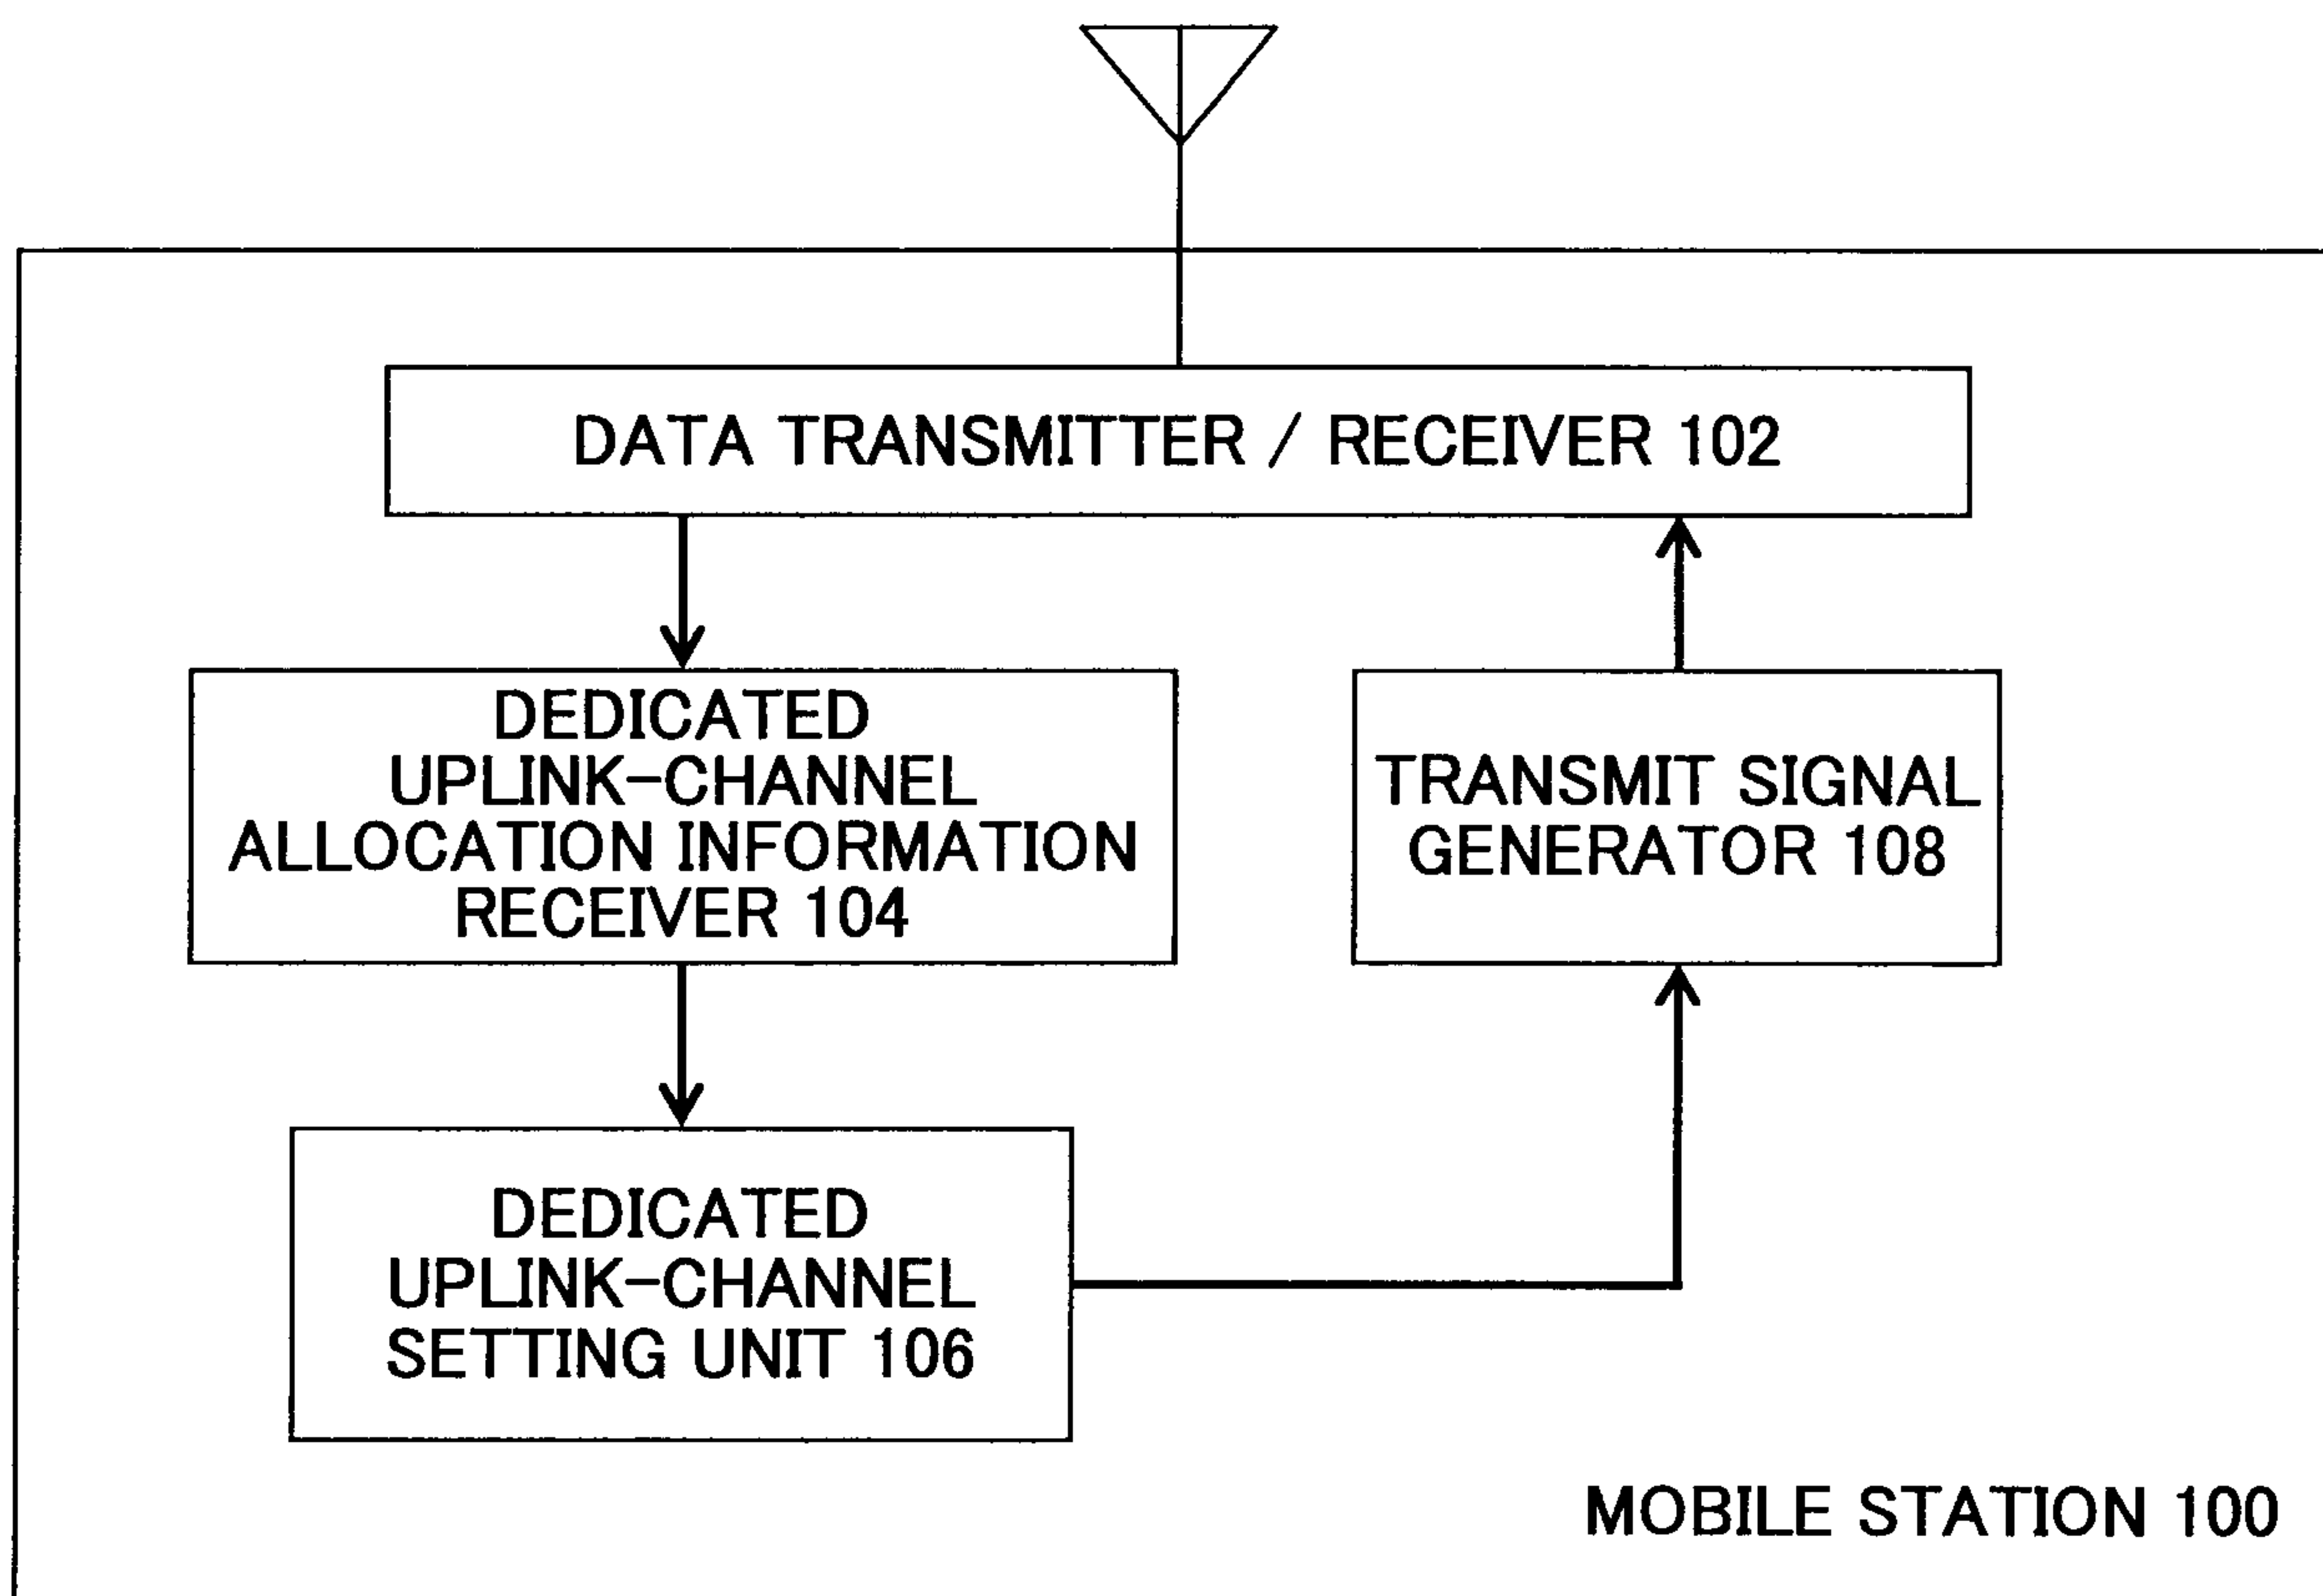 DATA TRANSMITTER / RECEIVER 102
DEDICATED
UPLINK-CHANNEL
ALLOCATION INFORMATION
RECEIVER 104
TRANSMIT SIGNAL
GENERATOR 108
DEDICATED
UPLINK-CHANNEL
SETTING UNIT 106
MOBILE STATION 100